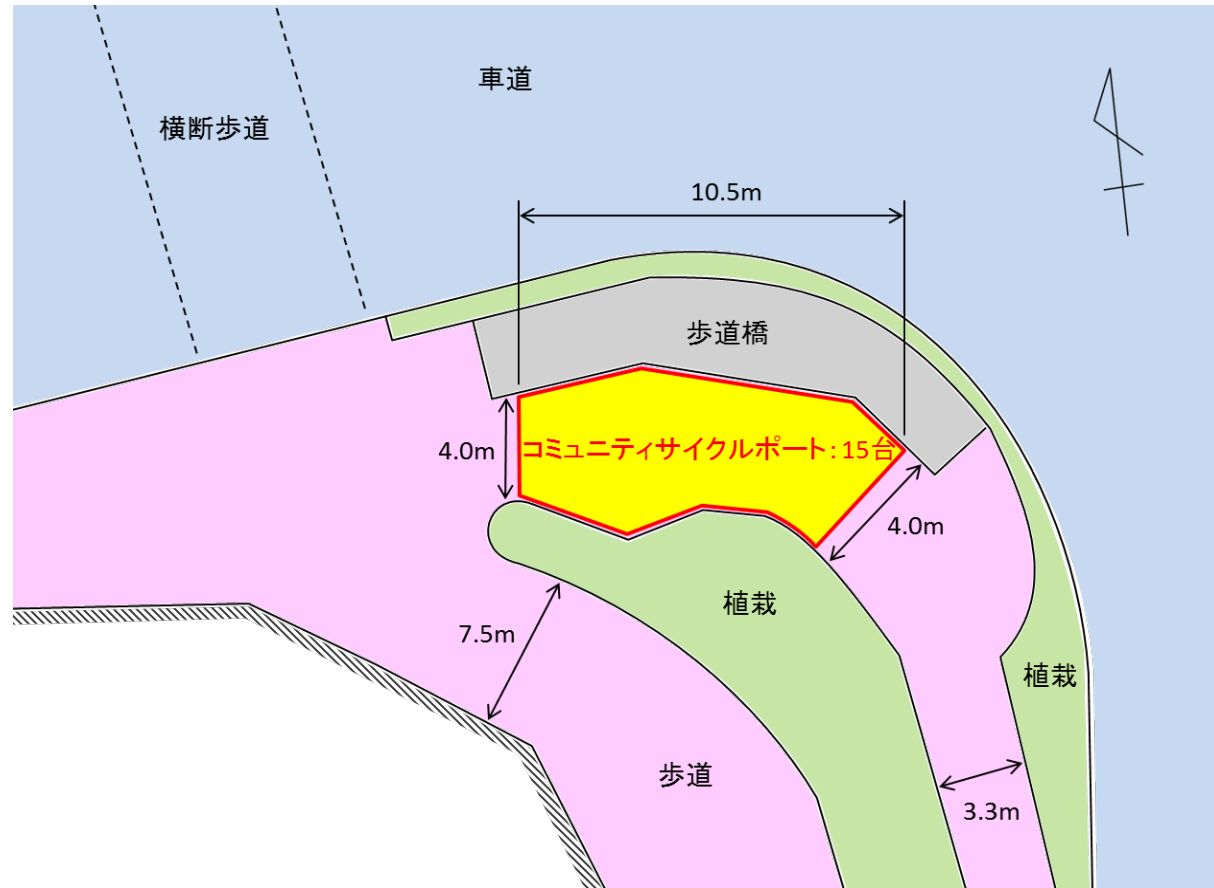 車道
横断歩道
10.5m
歩道橋
4.0m
コミュニティサイクルポート：15台
4.0m
植栽
7.5m
植栽
歩道
3.3m